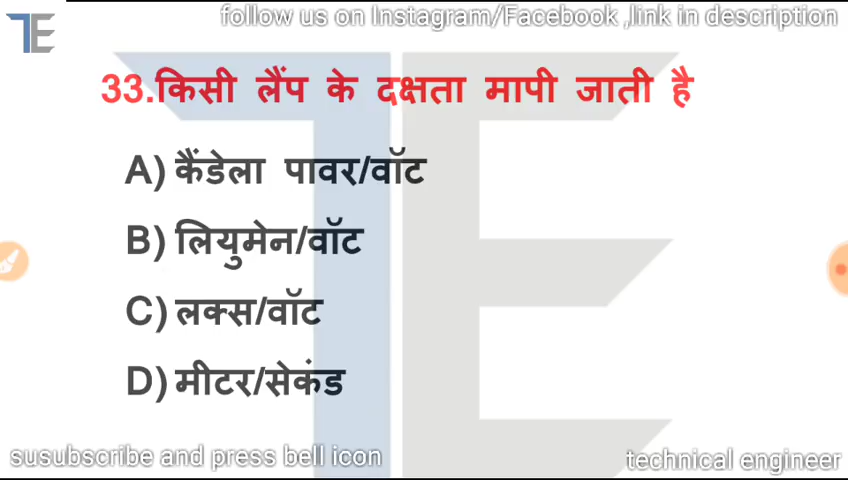 follow us on Instagram/Facebook ,link in description
TE
33.किसी लैंप के दक्षता मापी जाती है
A) कैंडेला पावर/वॉट
B) लियुमेन/वॉट
C) लक्स/वॉट
D) मीटर/सेकंड
susubscribe and press bell icon
technical engineer